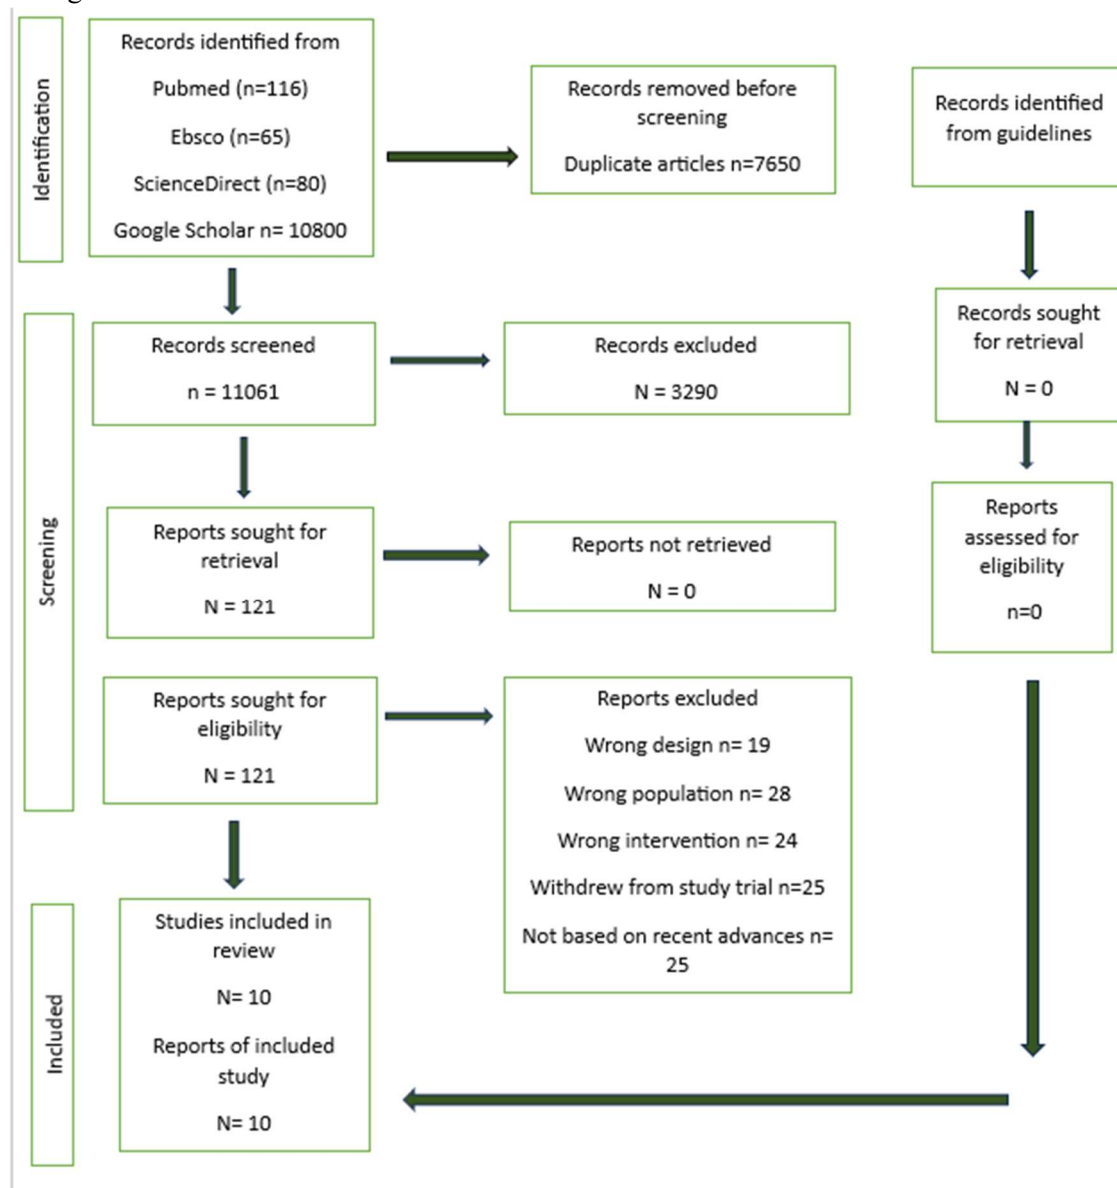 Identification
Records identified from
Pubmed (n=116)
Ebsco (n=65)
ScienceDirect (n=80)
Google Scholar n= 10800
Records removed before
screening
Duplicate articles n=7650
Records identified
from guidelines
Screening
Records screened
n = 11061
Records excluded
N = 3290
Records sought
for retrieval
N = 0
Reports sought for
retrieval
N = 121
Reports not retrieved
N = 0
Reports
assessed for
eligibility
n=0
Reports sought for
eligibility
N = 121
Reports excluded
Wrong design n= 19
Wrong population n= 28
Wrong intervention n= 24
Withdrew from study trial n=25
Not based on recent advances n=
25
Included
Studies included in
review
N= 10
Reports of included
study
N= 10